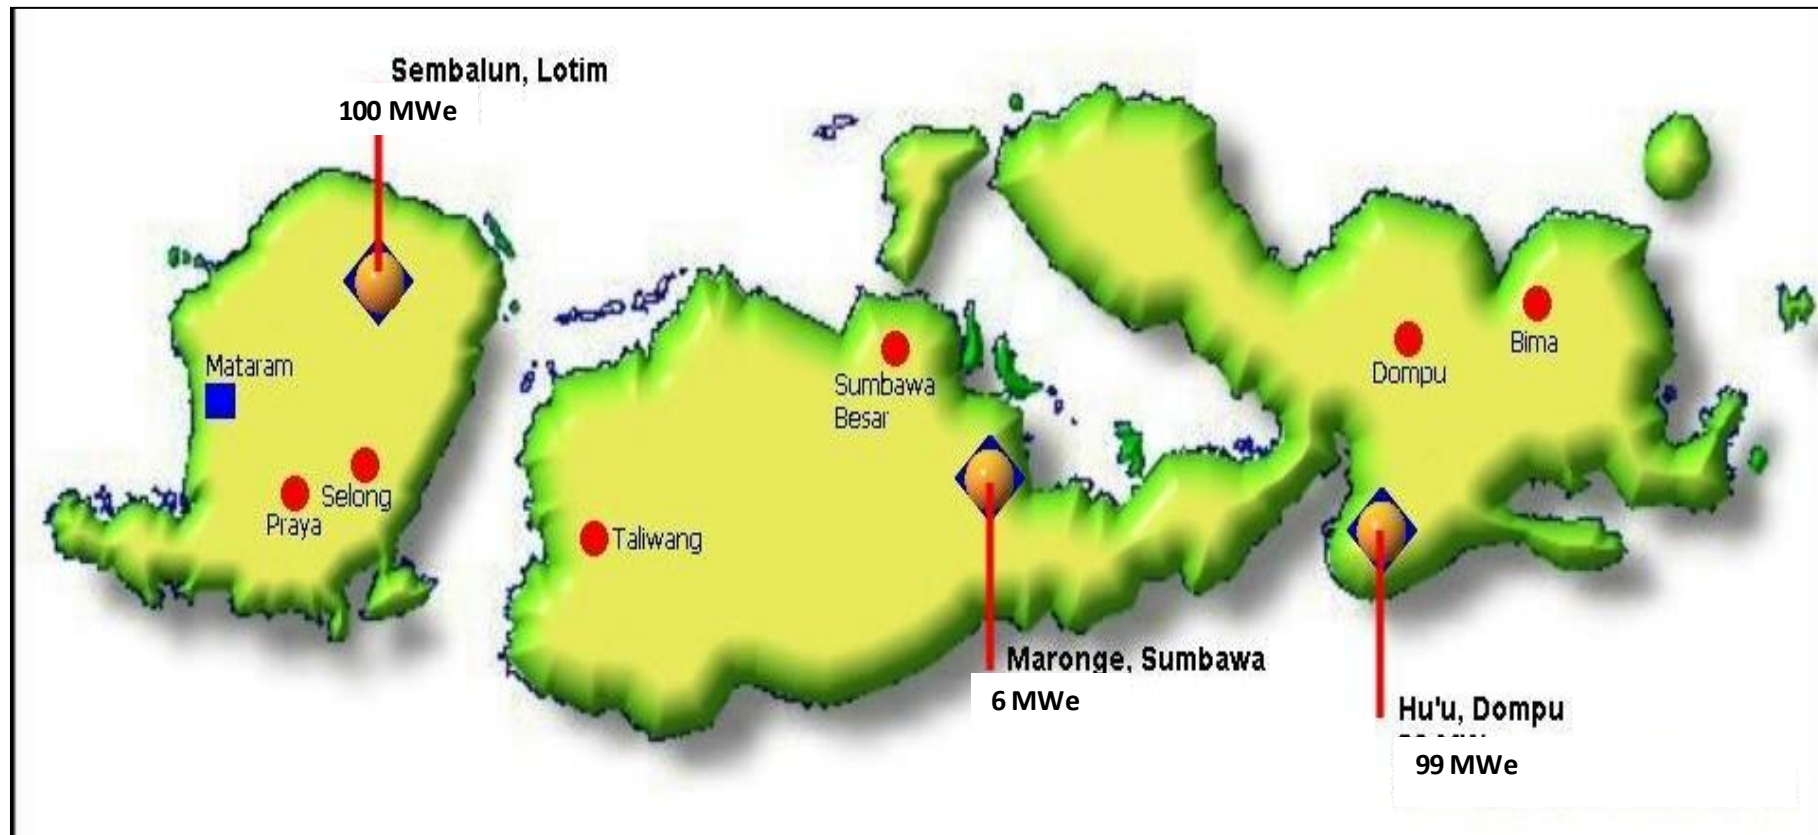 Sembalun, Lotim
100 MWe
Mataram
Praya
Selong
Taliwang
Sumbawa
Besar
Dompu
Bima
Maronge, Sumbawa
6 MWe
Hu'u, Dompu
99 MWe